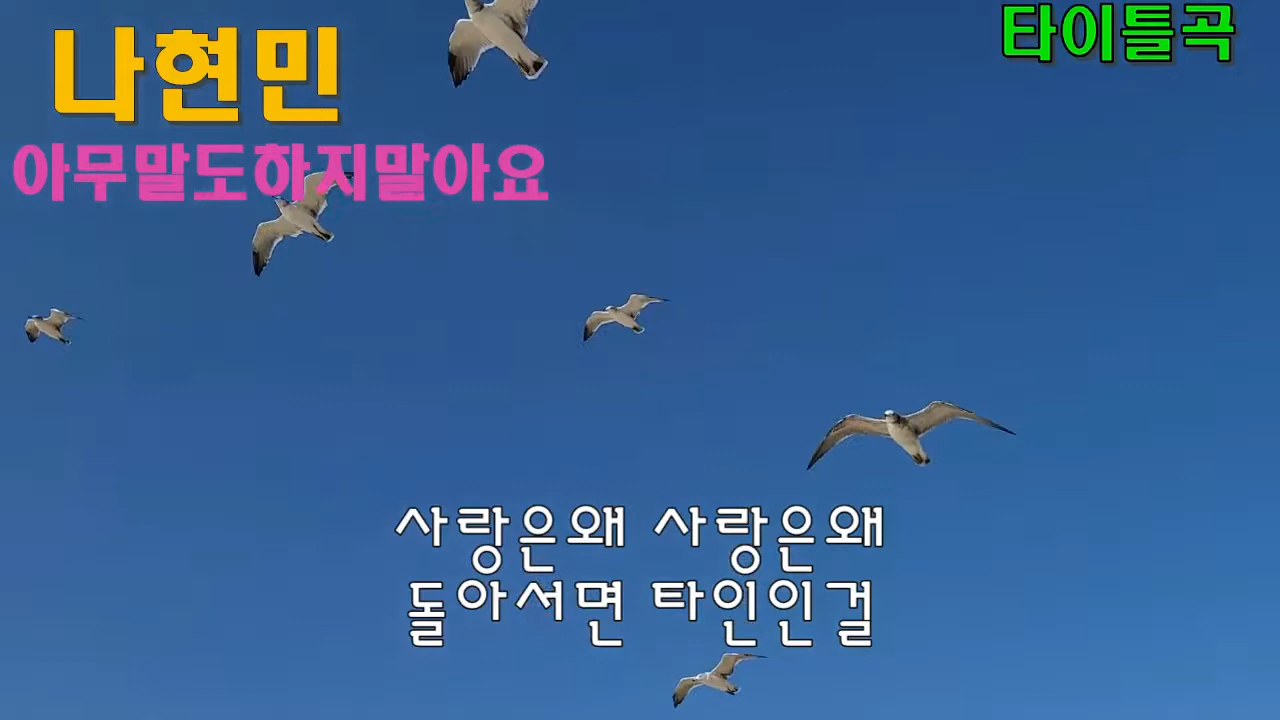 나현민
타이틀곡
아무말도하지말아요
사랑은왜 사랑은왜
돌아서면 타인인걸